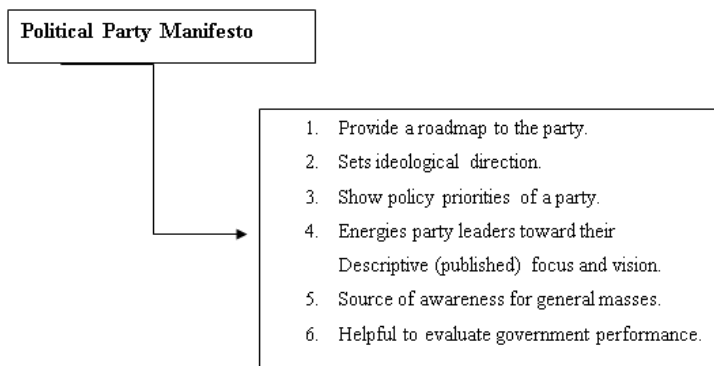 Political Party Manifesto
1. Provide a roadmap to the party.
2. Sets ideological direction.
3. Show policy priorities of a party.
4. Energies party leaders toward their
Descriptive (published) focus and vision.
5. Source of awareness for general masses.
6. Helpful to evaluate government performance.